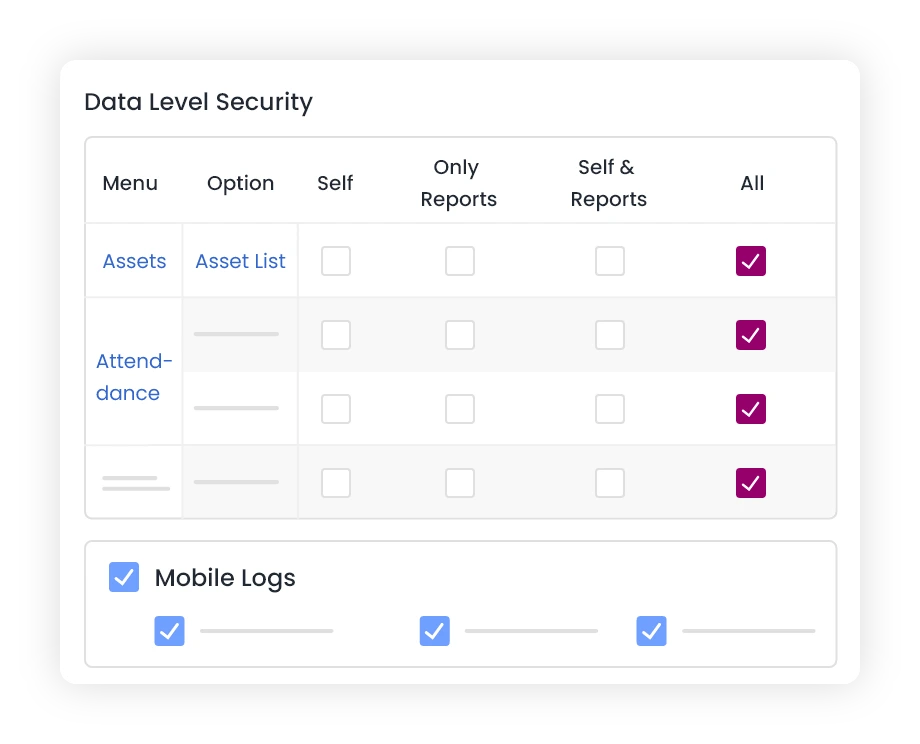 Data Level Security
Menu Option Self Only Reports Self & Reports All
Assets Asset List
Attend-
dance
Mobile Logs